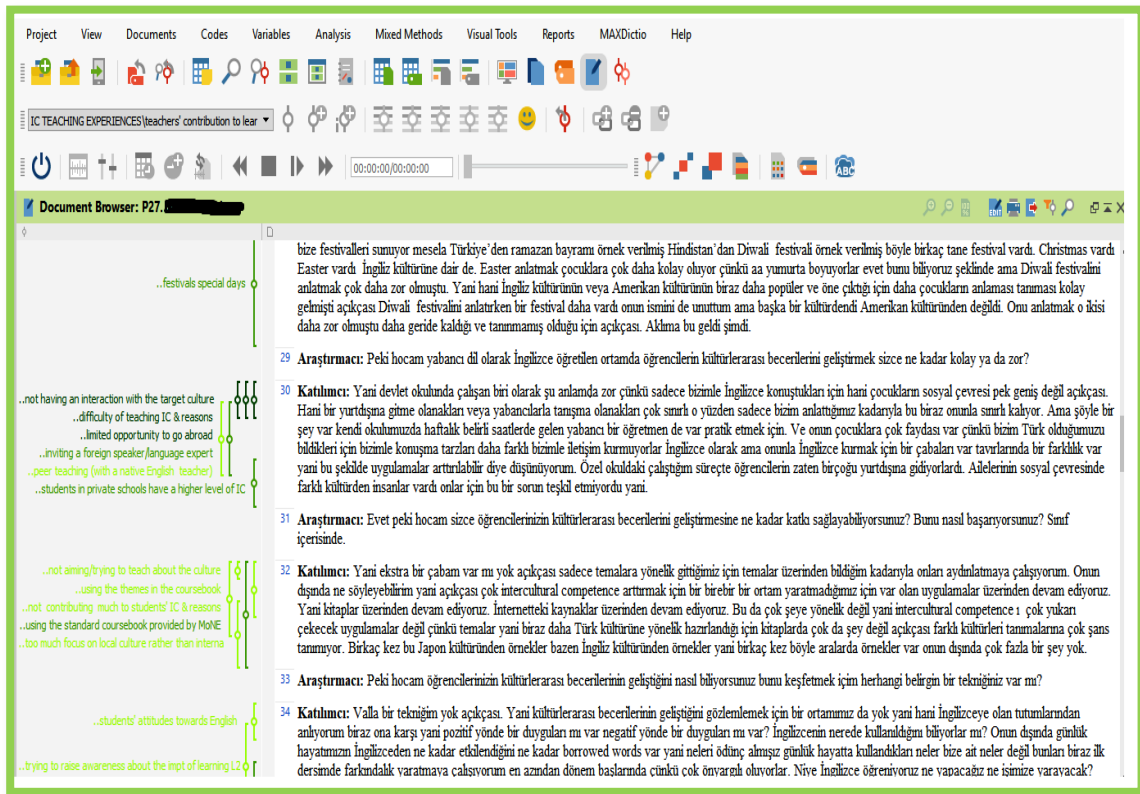 Project View Documents Codes Variables Analysis Mixed Methods Visual Tools Reports MAXDictio Help
IC TEACHING EXPERIENCES\teachers' contribution to lear
00:00:00/00:00:00
ABC
Document Browser: P27.
EDIT
bize festivalleri sunuyor mesela Türkiye'den ramazan bayramı örnek verilmiş Hindistan'dan Diwali festivali örnek verilmiş böyle birkaç tane festival vardı. Christmas vardı
Easter vardı İngiliz kültürüne dair de. Easter anlatmak çocuklara çok daha kolay oluyor çünkü aa yumurta boyuyorlar evet bunu biliyoruz şeklinde ama Diwali festivalini
..festivals special days
anlatmak çok daha zor olmuştu. Yani hani İngiliz kültürünün veya Amerikan kültürünün biraz daha popüler ve öne çıktığı için daha çocukların anlaması tanıması kolay
gelmişti açıkçası Diwali festivalini anlatırken bir festival daha vardı onun ismini de unuttum ama başka bir kültürdendi Amerikan kültüründen değildi. Onu anlatmak o ikisi
daha zor olmuştu daha geride kaldığı ve tanınmamış olduğu için açıkçası. Aklıma bu geldi şimdi.
29 Araştırmacı: Peki hocam yabancı dil olarak İngilizce öğretilen ortamda öğrencilerin kültürlerarası becerilerini geliştirmek sizce ne kadar kolay ya da zor?
..not having an interaction with the target culture
..difficulty of teaching IC & reasons
..limited opportunity to go abroad
..inviting a foreign speaker/language expert
..peer teaching (with a native English teacher)
..students in private schools have a higher level of IC
30 Katılımcı: Yani devlet okulunda çalışan biri olarak şu anlamda zor çünkü sadece bizimle İngilizce konuştukları için hani çocukların sosyal çevresi pek geniş değil açıkçası.
Hani bir yurtdışına gitme olanakları veya yabancılarla tanışma olanakları çok sınırlı o yüzden sadece bizim anlattığımız kadarıyla bu biraz onunla sınırlı kalıyor. Ama şöyle bir
şey var kendi okulumuzda haftalık belirli saatlerde gelen yabancı bir öğretmen de var pratik etmek için. Ve onun çocuklara çok faydası var çünkü bizim Türk olduğumuzu
bildikleri için bizimle konuşma tarzları daha farklı bizimle iletişim kurmuyorlar İngilizce olarak ama onunla İngilizce kurmak için bir çabaları var tavırlarında bir farklılık var
yani bu şekilde uygulamalar arttırılabilir diye düşünüyorum. Özel okuldaki çalıştığım süreçte öğrencilerin zaten birçoğu yurtdışına gidiyorlardı. Ailelerinin sosyal çevresinde
farklı kültürden insanlar vardı onlar için bu bir sorun teşkil etmiyordu yani.
31 Araştırmacı: Evet peki hocam sizce öğrencilerinizin kültürlerarası becerilerini geliştirmesine ne kadar katkı sağlayabiliyorsunuz? Bunu nasıl başarıyorsunuz? Sınıf
içerisinde.
..not aiming/trying to teach about the culture
..using the themes in the coursebook
..not contributing much to students' IC & reasons
..using the standard coursebook provided by MoNE
..too much focus on local culture rather than interna
32 Katılımcı: Yani ekstra bir çabam var mı yok açıkçası sadece temalara yönelik gittiğimiz için temalar üzerinden bildiğim kadarıyla onları aydınlatmaya çalışıyorum. Onun
dışında ne söyleyebilirim yani açıkçası çok intercultural competence arttırmak için bir birebir bir ortam yaratmadığımız için var olan uygulamalar üzerinden devam ediyoruz.
Yani kitaplar üzerinden devam ediyoruz. İnternetteki kaynaklar üzerinden devam ediyoruz. Bu da çok şeye yönelik değil yani intercultural competence ı çok yukarı
çekecek uygulamalar değil çünkü temalar yani biraz daha Türk kültürüne yönelik hazırlandığı için kitaplarda çok da şey değil açıkçası farklı kültürleri tanımalarına çok şans
tanımıyor. Birkaç kez bu Japon kültüründen örnekler bazen İngiliz kültüründen örnekler yani birkaç kez böyle aralarda örnekler var onun dışında çok fazla bir şey yok.
33 Araştırmacı: Peki hocam öğrencilerinizin kültürlerarası becerilerinin geliştiğini nasıl biliyorsunuz bunu keşfetmek içim herhangi belirgin bir tekniğiniz var mı?
..students' attitudes towards English
..trying to raise awareness about the impt of learning L2
34 Katılımcı: Valla bir tekniğim yok açıkçası. Yani kültürlerarası becerilerinin geliştiğini gözlemlemek için bir ortamımız da yok yani hani İngilizceye olan tutumlarından
anlıyorum biraz ona karşı yani pozitif yönde bir duyguları mı var negatif yönde bir duyguları mı var? İngilizcenin nerede kullanıldığını biliyorlar mı? Onun dışında günlük
hayatımızın İngilizceden ne kadar etkilendiğini ne kadar borrowed words var yani neleri ödünç almışız günlük hayatta kullandıkları neler bize ait neler değil bunları biraz ilk
dersimde farkındalık yaratmaya çalışıyorum en azından dönem başlarında çünkü çok önyargılı oluyorlar. Niye İngilizce öğreniyoruz ne yapacağız ne işimize yarayacak?